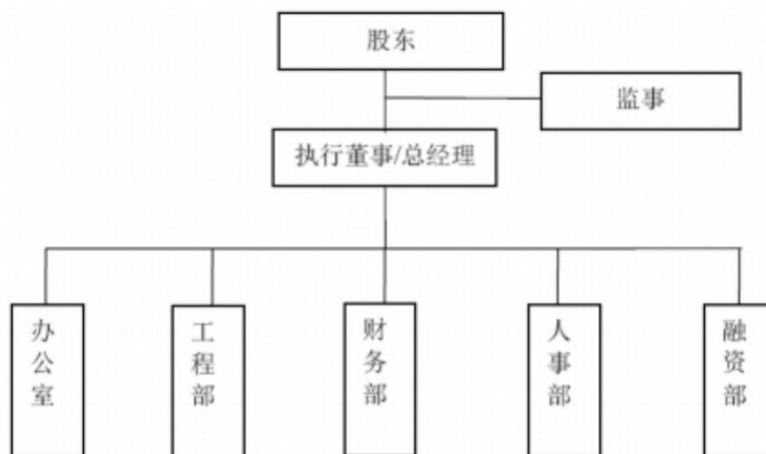 股东
监事
执行董事/总经理
办公室
工程部
财务部
人事部
融资部